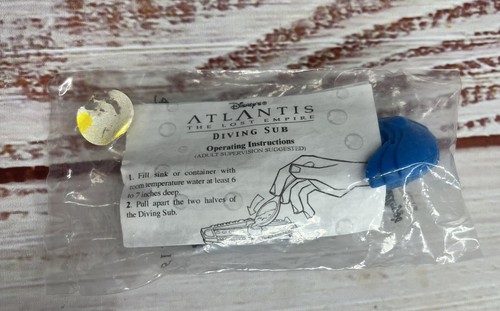 Disney's
ATLANTIS
THE LOST EMPIRE
DIVING SUB
Operating Instructions
(ADULT SUPERVISION SUGGESTED)
1. Fill sink or container with
room temperature water at least 6
to 7 inches deep.
2. Pull apart the two halves of
the Diving Sub.